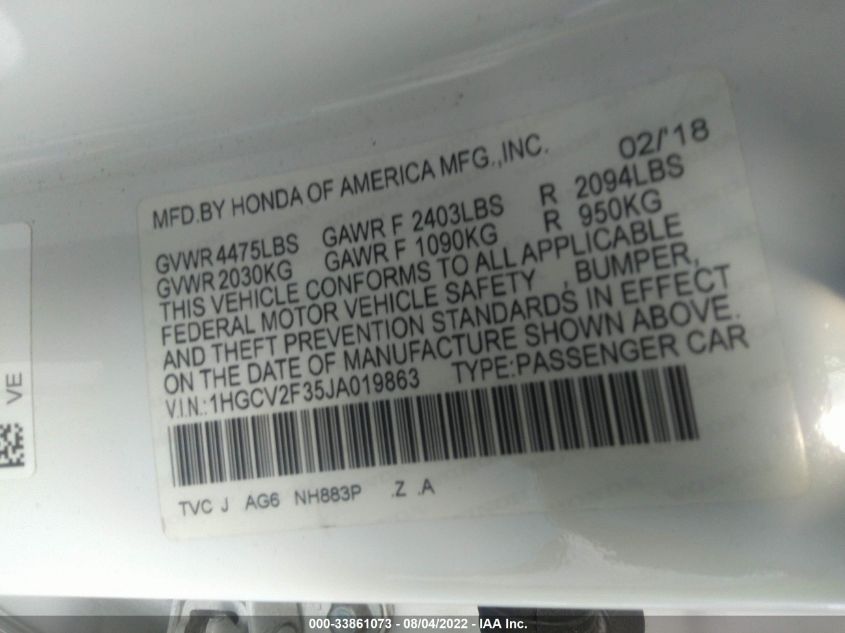 MFD.BY HONDA OF AMERICA MFG.,INC. 02/'18
GVWR 4475LBS GAWR F 2403LBS R 2094LBS
GVWR 2030KG GAWR F 1090KG R 950KG
THIS VEHICLE CONFORMS TO ALL APPLICABLE
FEDERAL MOTOR VEHICLE SAFETY , BUMPER,
AND THEFT PREVENTION STANDARDS IN EFFECT
ON THE DATE OF MANUFACTURE SHOWN ABOVE.
V.I.N.:1HGCV2F35JA019863 TYPE:PASSENGER CAR
TVC J AG6 NH883P .Z .A
VE
000-33861073 - 08/04/2022 - IAA Inc.